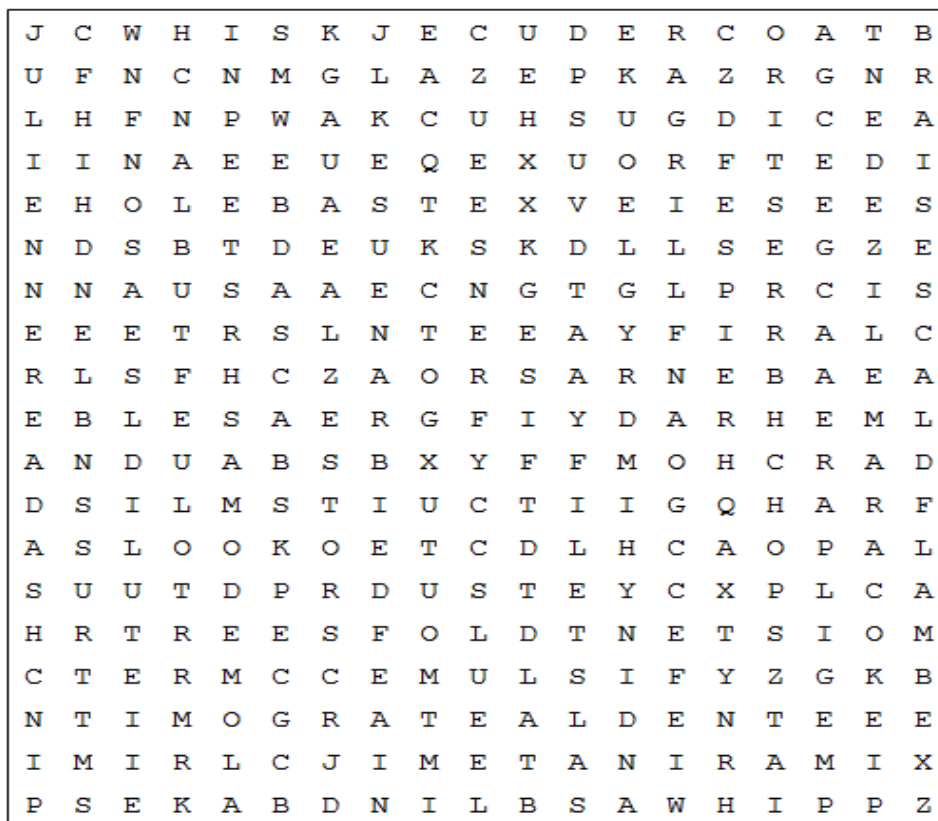 J C W H I S K J E C U D E R C O A T B
U F N C N M G L A Z E P K A Z R G N R
L H F N P W A K C U H S U G D I C E A
I I N A E E U E Q E X U O R F T E D I
E H O L E B A S T E X V E I E S E E S
N D S B T D E U K S K D L L S E G Z E
N N A U S A A E C N G T G L P R C I S
E E E T R S L N T E E A Y F I R A L C
R L S F H C Z A O R S A R N E B A E A
E B L E S A E R G F I Y D A R H E M L
A N D U A B S B X Y F F M O H C R A D
D S I L M S T I U C T I I G Q H A R F
A S L O O K O E T C D L H C A O P A L
S U U T D P R D U S T E Y C X P L C A
H R T R E E S F O L D T N E T S I O M
C T E R M C C E M U L S I F Y Z G K B
N T I M O G R A T E A L D E N T E E E
I M I R L C J I M E T A N I R A M I X
P S E K A B D N I L B S A W H I P P Z